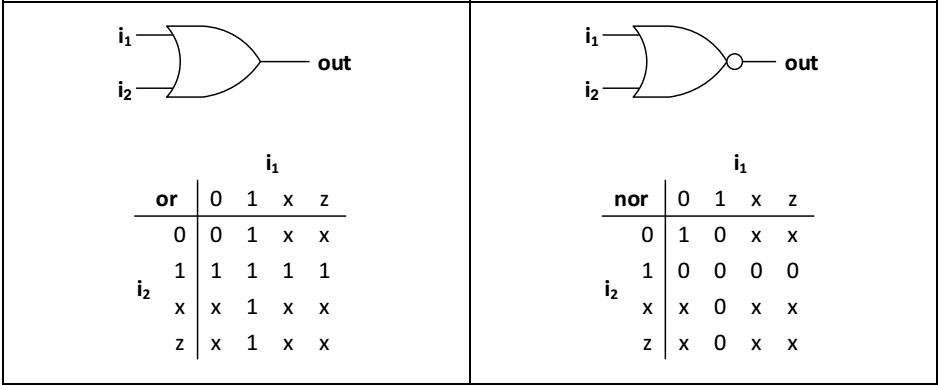 i1
out
i2
i1
or 0 1 x z
0 0 1 x x
1 1 1 1 1
i2
x x 1 x x
z x 1 x x
i1
out
i2
i1
nor 0 1 x z
0 1 0 x x
1 0 0 0 0
i2
x x 0 x x
z x 0 x x